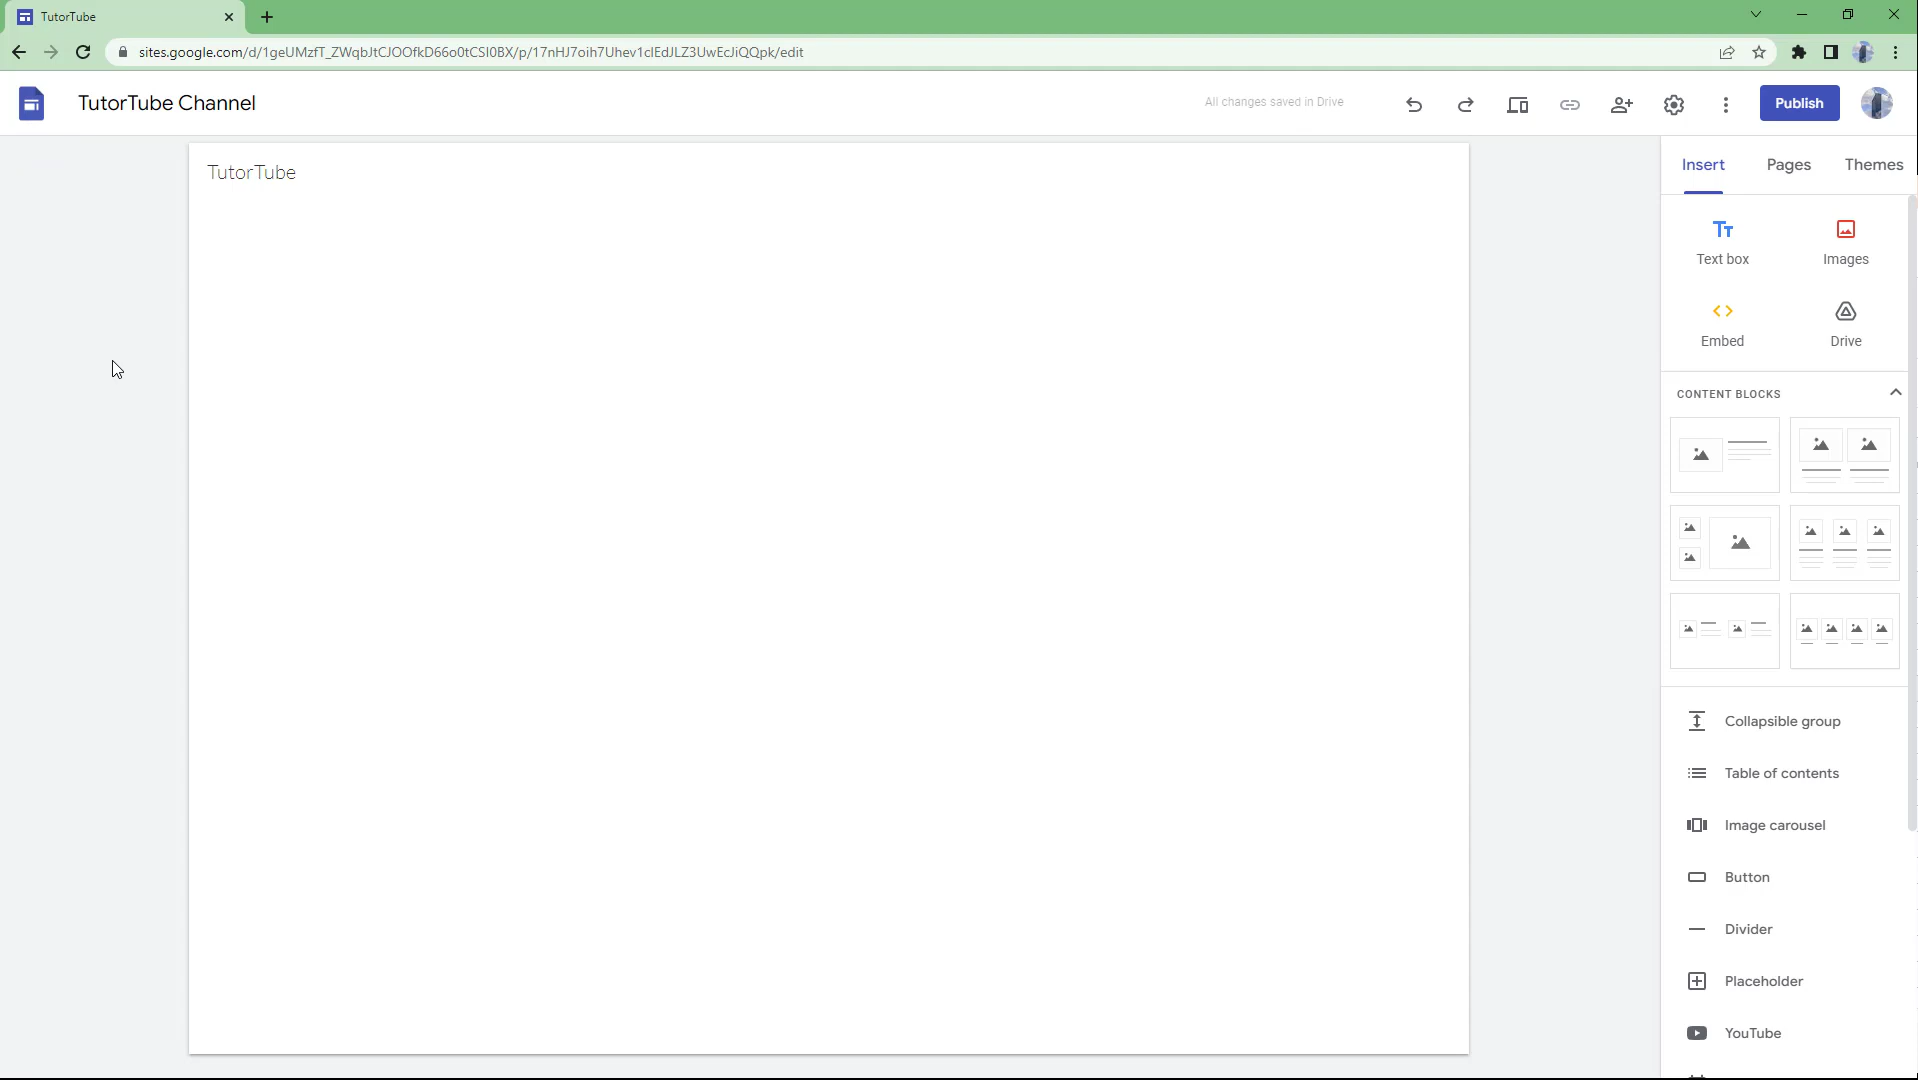 TutorTube
sites.google.com/d/1geUMzfT_ZWqbJtCJOOfkD66o0tCSI0BX/p/17nHJ7oih7Uhev1clEdJLZ3UwEcJiQQpk/edit
TutorTube Channel
All changes saved in Drive
Publish
TutorTube
Insert
Pages
Themes
Text box
Images
Embed
Drive
CONTENT BLOCKS
Collapsible group
Table of contents
Image carousel
Button
Divider
Placeholder
YouTube